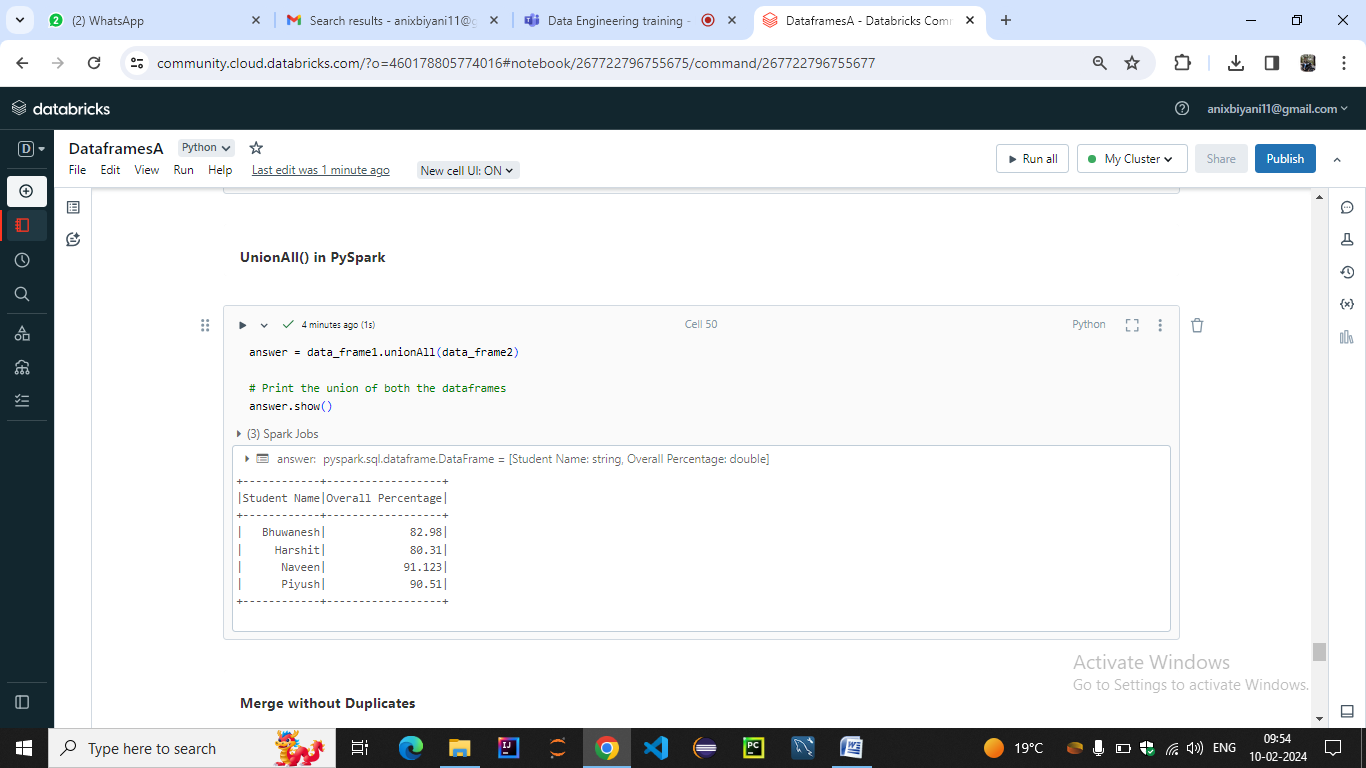 (2) WhatsApp
Search results - anixbiyani11@g
Data Engineering training -
DataframesA - Databricks Comm
community.cloud.databricks.com/?o=460178805774016#notebook/267722796755675/command/267722796755677
databricks
anixbiyani11@gmail.com
D
DataframesA Python
File Edit View Run Help Last edit was 1 minute ago New cell UI: ON
Run all My Cluster Share Publish
UnionAll() in PySpark
4 minutes ago (1s) Cell 50 Python
answer = data_frame1.unionAll(data_frame2)
# Print the union of both the dataframes
answer.show()
(3) Spark Jobs
answer: pyspark.sql.dataframe.DataFrame = [Student Name: string, Overall Percentage: double]
+------------+------------------+
|Student Name|Overall Percentage|
+------------+------------------+
|   Bhuwanesh|             82.98|
|     Harshit|             80.31|
|      Naveen|            91.123|
|      Piyush|             90.51|
+------------+------------------+
Activate Windows
Go to Settings to activate Windows.
Merge without Duplicates
Type here to search
19°C
ENG
09:54
10-02-2024